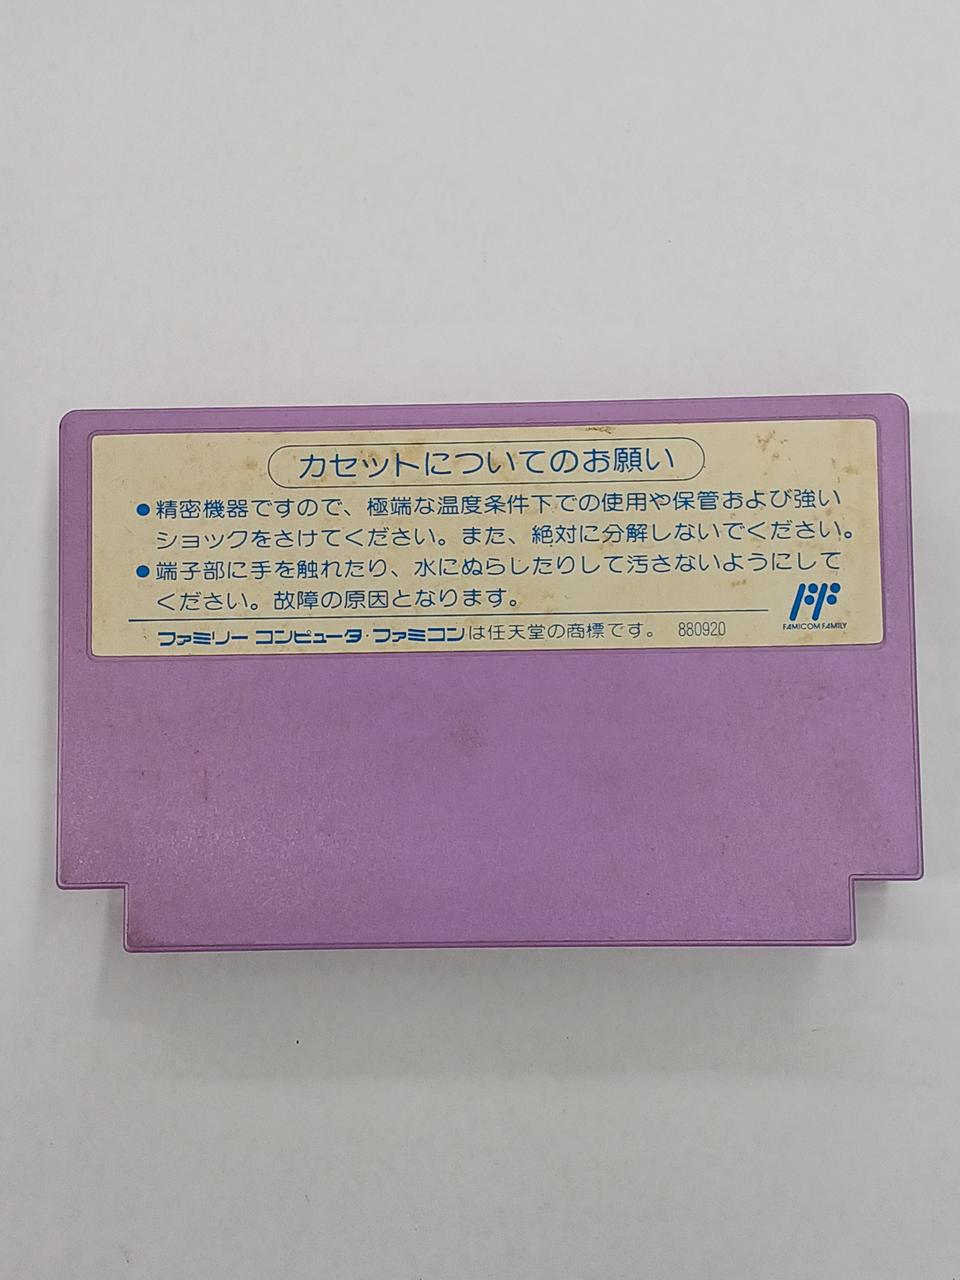 カセットについてのお願い
●精密機器ですので、極端な温度条件下での使用や保管および強い
ショックをさけてください。また、絶対に分解しないでください。
●端子部に手を触れたり、水にぬらしたりして汚さないようにして
ください。故障の原因となります。
ファミリーコンピュータ・ファミコンは任天堂の商標です。 880920
FAMICOM FAMILY